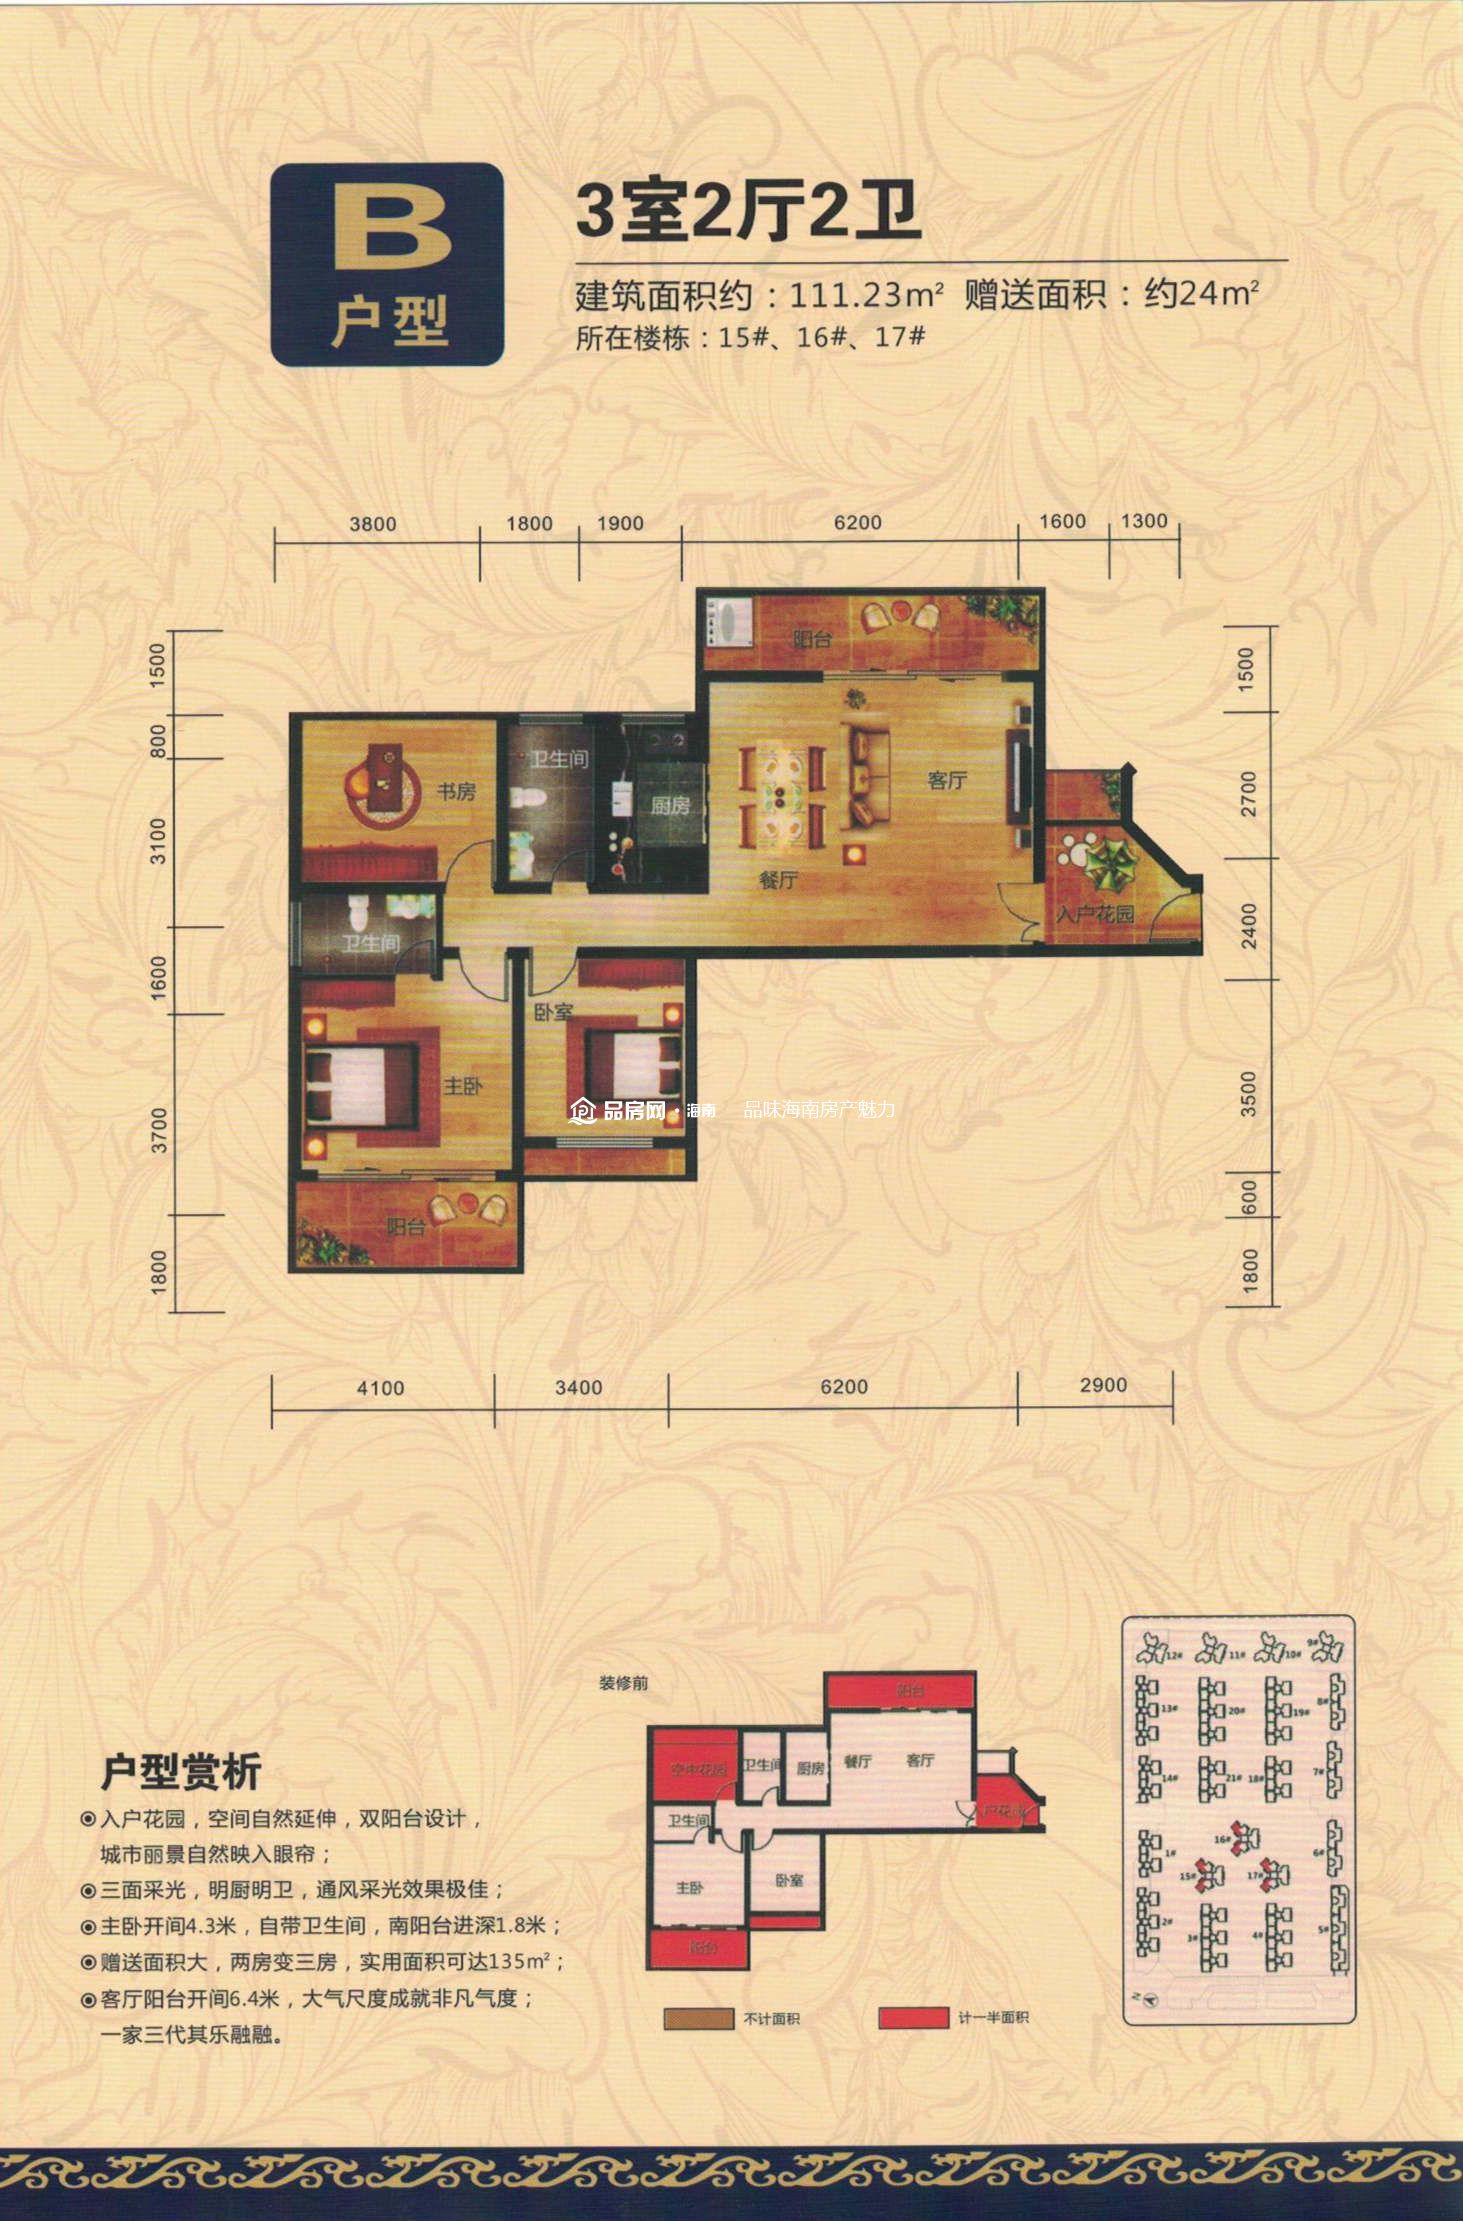 B
户型
3室2厅2卫
建筑面积约：111.23m² 赠送面积：约24m²
所在楼栋：15#、16#、17#
3800 1800 1900 6200 1600 1300
1500
800
3100
1600
3700
1800
1500
2700
2400
3500
600
1800
阳台
书房
卫生间
厨房
客厅
餐厅
入户花园
卫生间
卧室
主卧
阳台
品房网·海南 品味海南房产魅力
4100 3400 6200 2900
装修前
阳台
空中花园
卫生间
厨房
餐厅
客厅
卫生间
入户花园
主卧
卧室
阳台
不计面积
计一半面积
12# 11# 10# 9#
13# 20# 19# 8#
14# 21# 18# 7#
1# 16# 6#
15# 17#
2# 3# 4# 5#
N
户型赏析
◉入户花园，空间自然延伸，双阳台设计，
城市丽景自然映入眼帘；
◉三面采光，明厨明卫，通风采光效果极佳；
◉主卧开间4.3米，自带卫生间，南阳台进深1.8米；
◉赠送面积大，两房变三房，实用面积可达135m²；
◉客厅阳台开间6.4米，大气尺度成就非凡气度；
一家三代其乐融融。